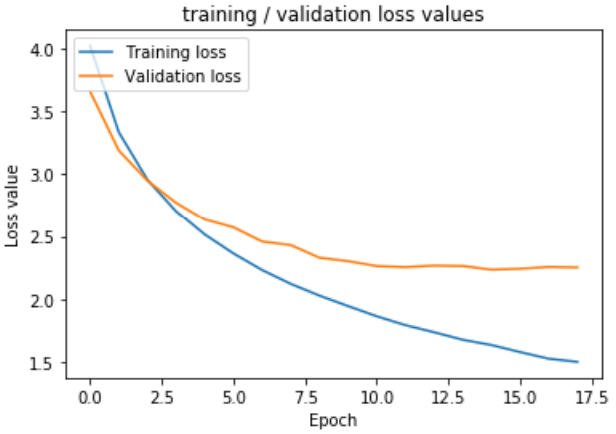 training / validation loss values
4.0
3.5
3.0
2.5
2.0
1.5
Loss value
Training loss
Validation loss
0.0 2.5 5.0 7.5 10.0 12.5 15.0 17.5
Epoch